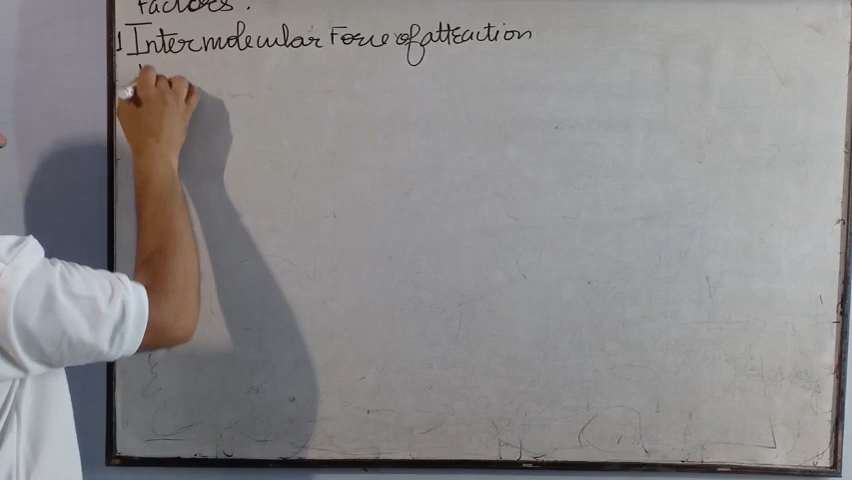 Factors.
1 Intermolecular Force of attraction